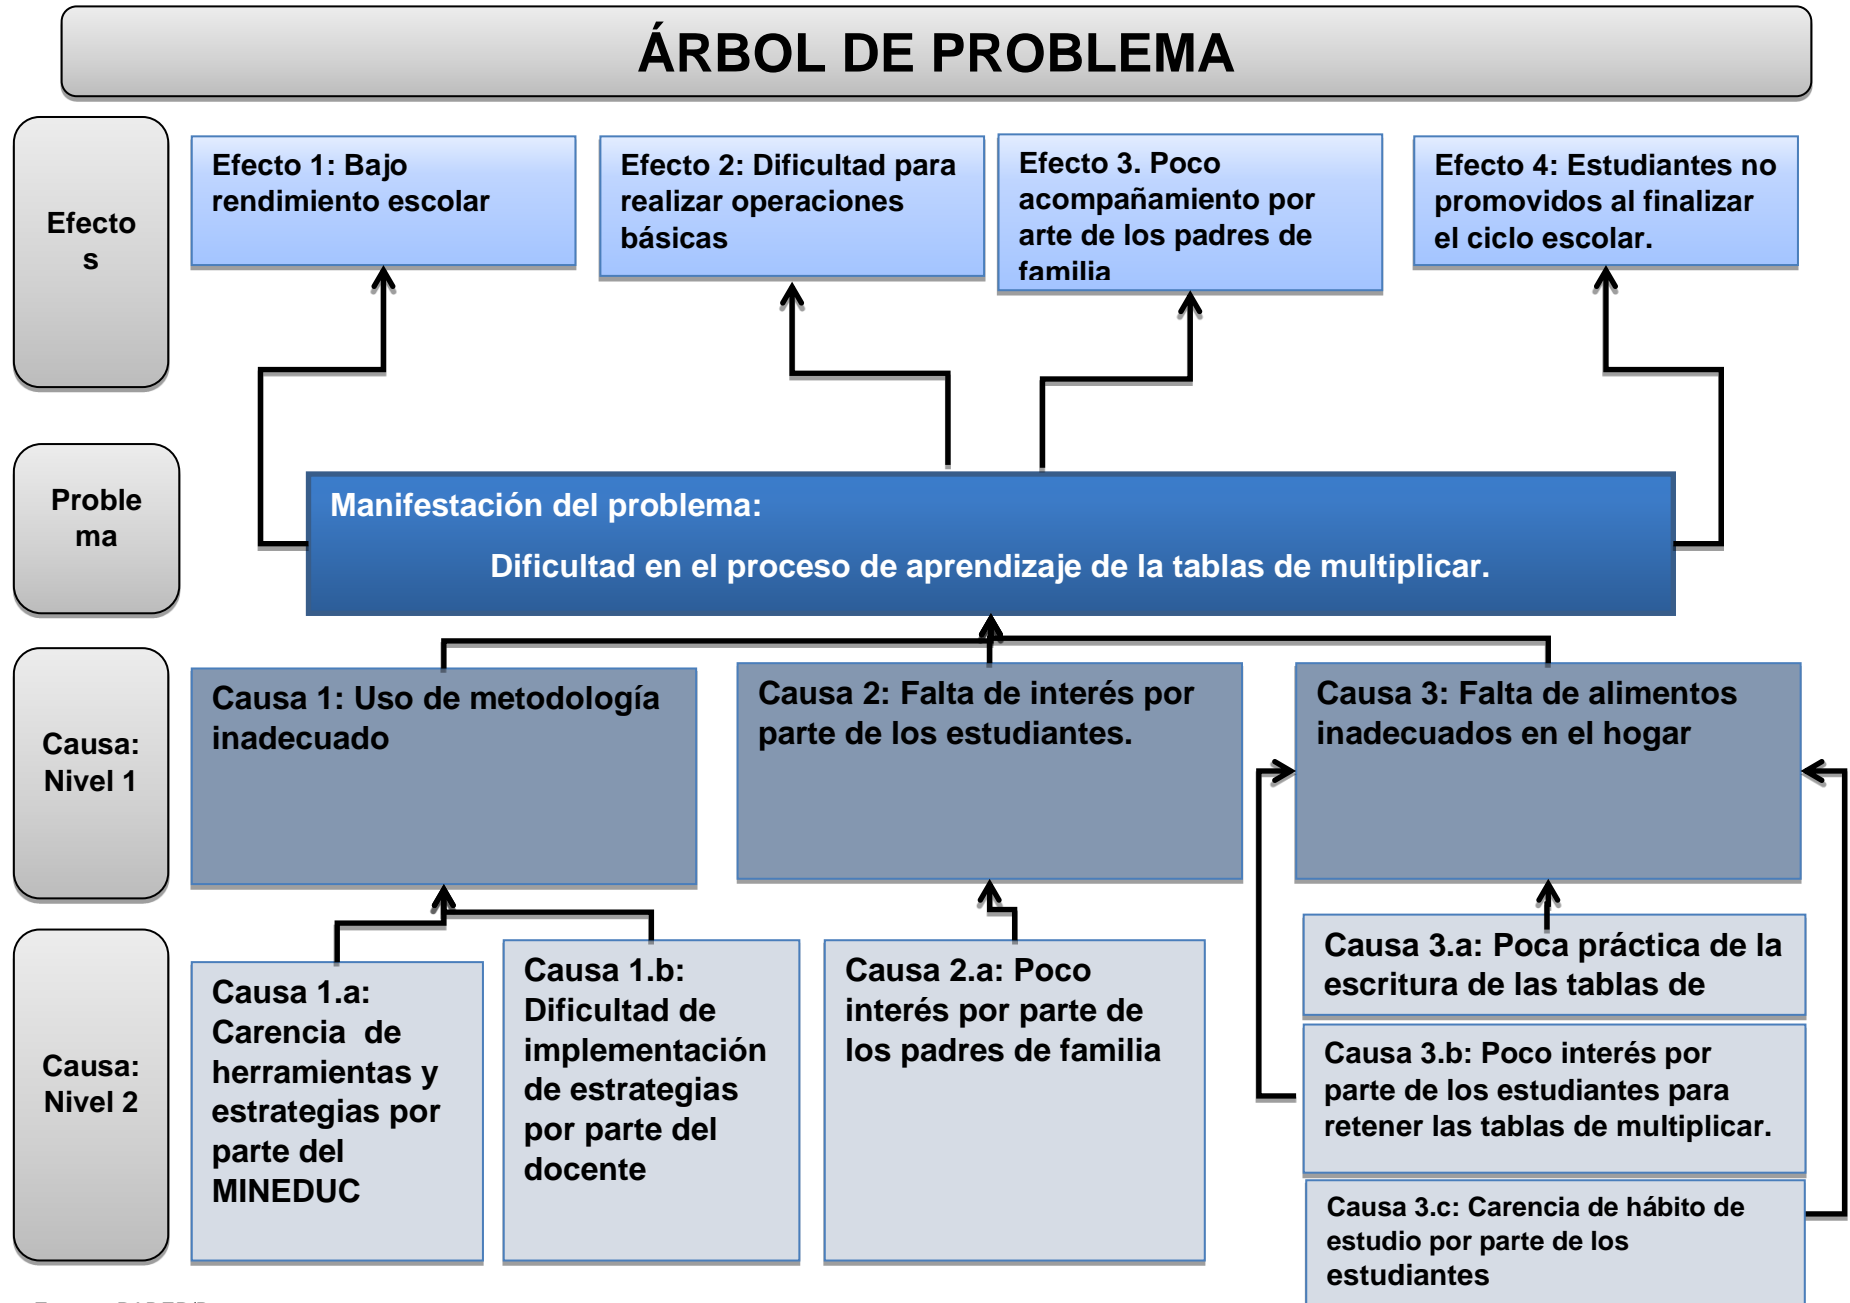 ÁRBOL DE PROBLEMA
Efecto
s
Efecto 1: Bajo
rendimiento escolar
Efecto 2: Dificultad para
realizar operaciones
básicas
Efecto 3. Poco
acompañamiento por
arte de los padres de
familia
Efecto 4: Estudiantes no
promovidos al finalizar
el ciclo escolar.
Proble
ma
Manifestación del problema:
Dificultad en el proceso de aprendizaje de la tablas de multiplicar.
Causa:
Nivel 1
Causa 1: Uso de metodología
inadecuado
Causa 2: Falta de interés por
parte de los estudiantes.
Causa 3: Falta de alimentos
inadecuados en el hogar
Causa:
Nivel 2
Causa 1.a:
Carencia de
herramientas y
estrategias por
parte del
MINEDUC
Causa 1.b:
Dificultad de
implementación
de estrategias
por parte del
docente
Causa 2.a: Poco
interés por parte de
los padres de familia
Causa 3.a: Poca práctica de la
escritura de las tablas de
Causa 3.b: Poco interés por
parte de los estudiantes para
retener las tablas de multiplicar.
Causa 3.c: Carencia de hábito de
estudio por parte de los
estudiantes